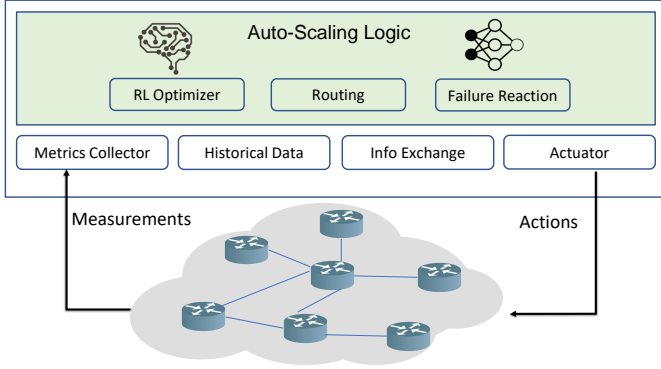 Auto-Scaling Logic
RL Optimizer
Routing
Failure Reaction
Metrics Collector
Historical Data
Info Exchange
Actuator
Measurements
Actions